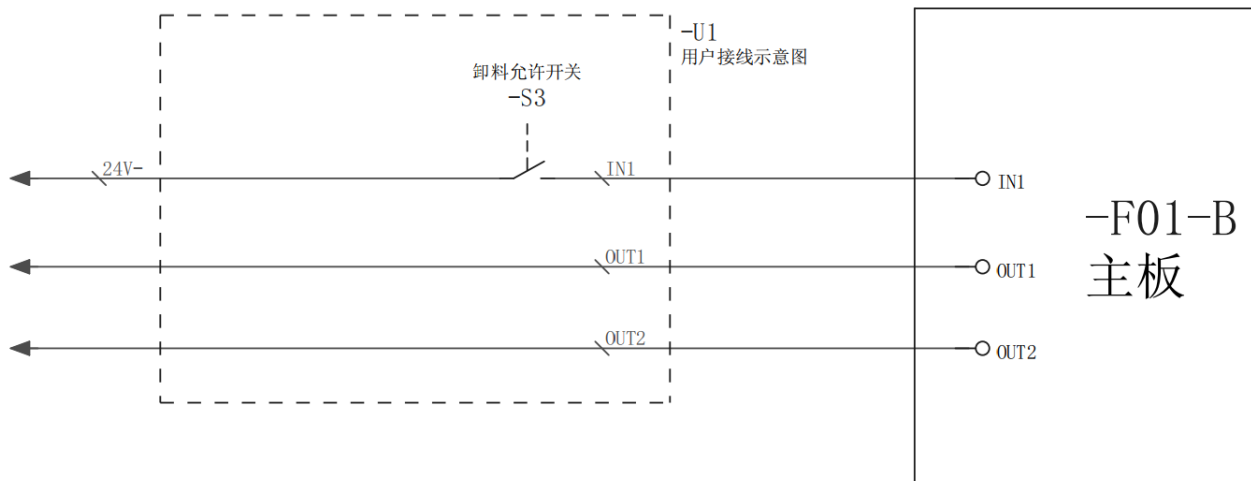 -U1
用户接线示意图
卸料允许开关
-S3
24V-
IN1
IN1
-F01-B
主板
OUT1
OUT1
OUT2
OUT2